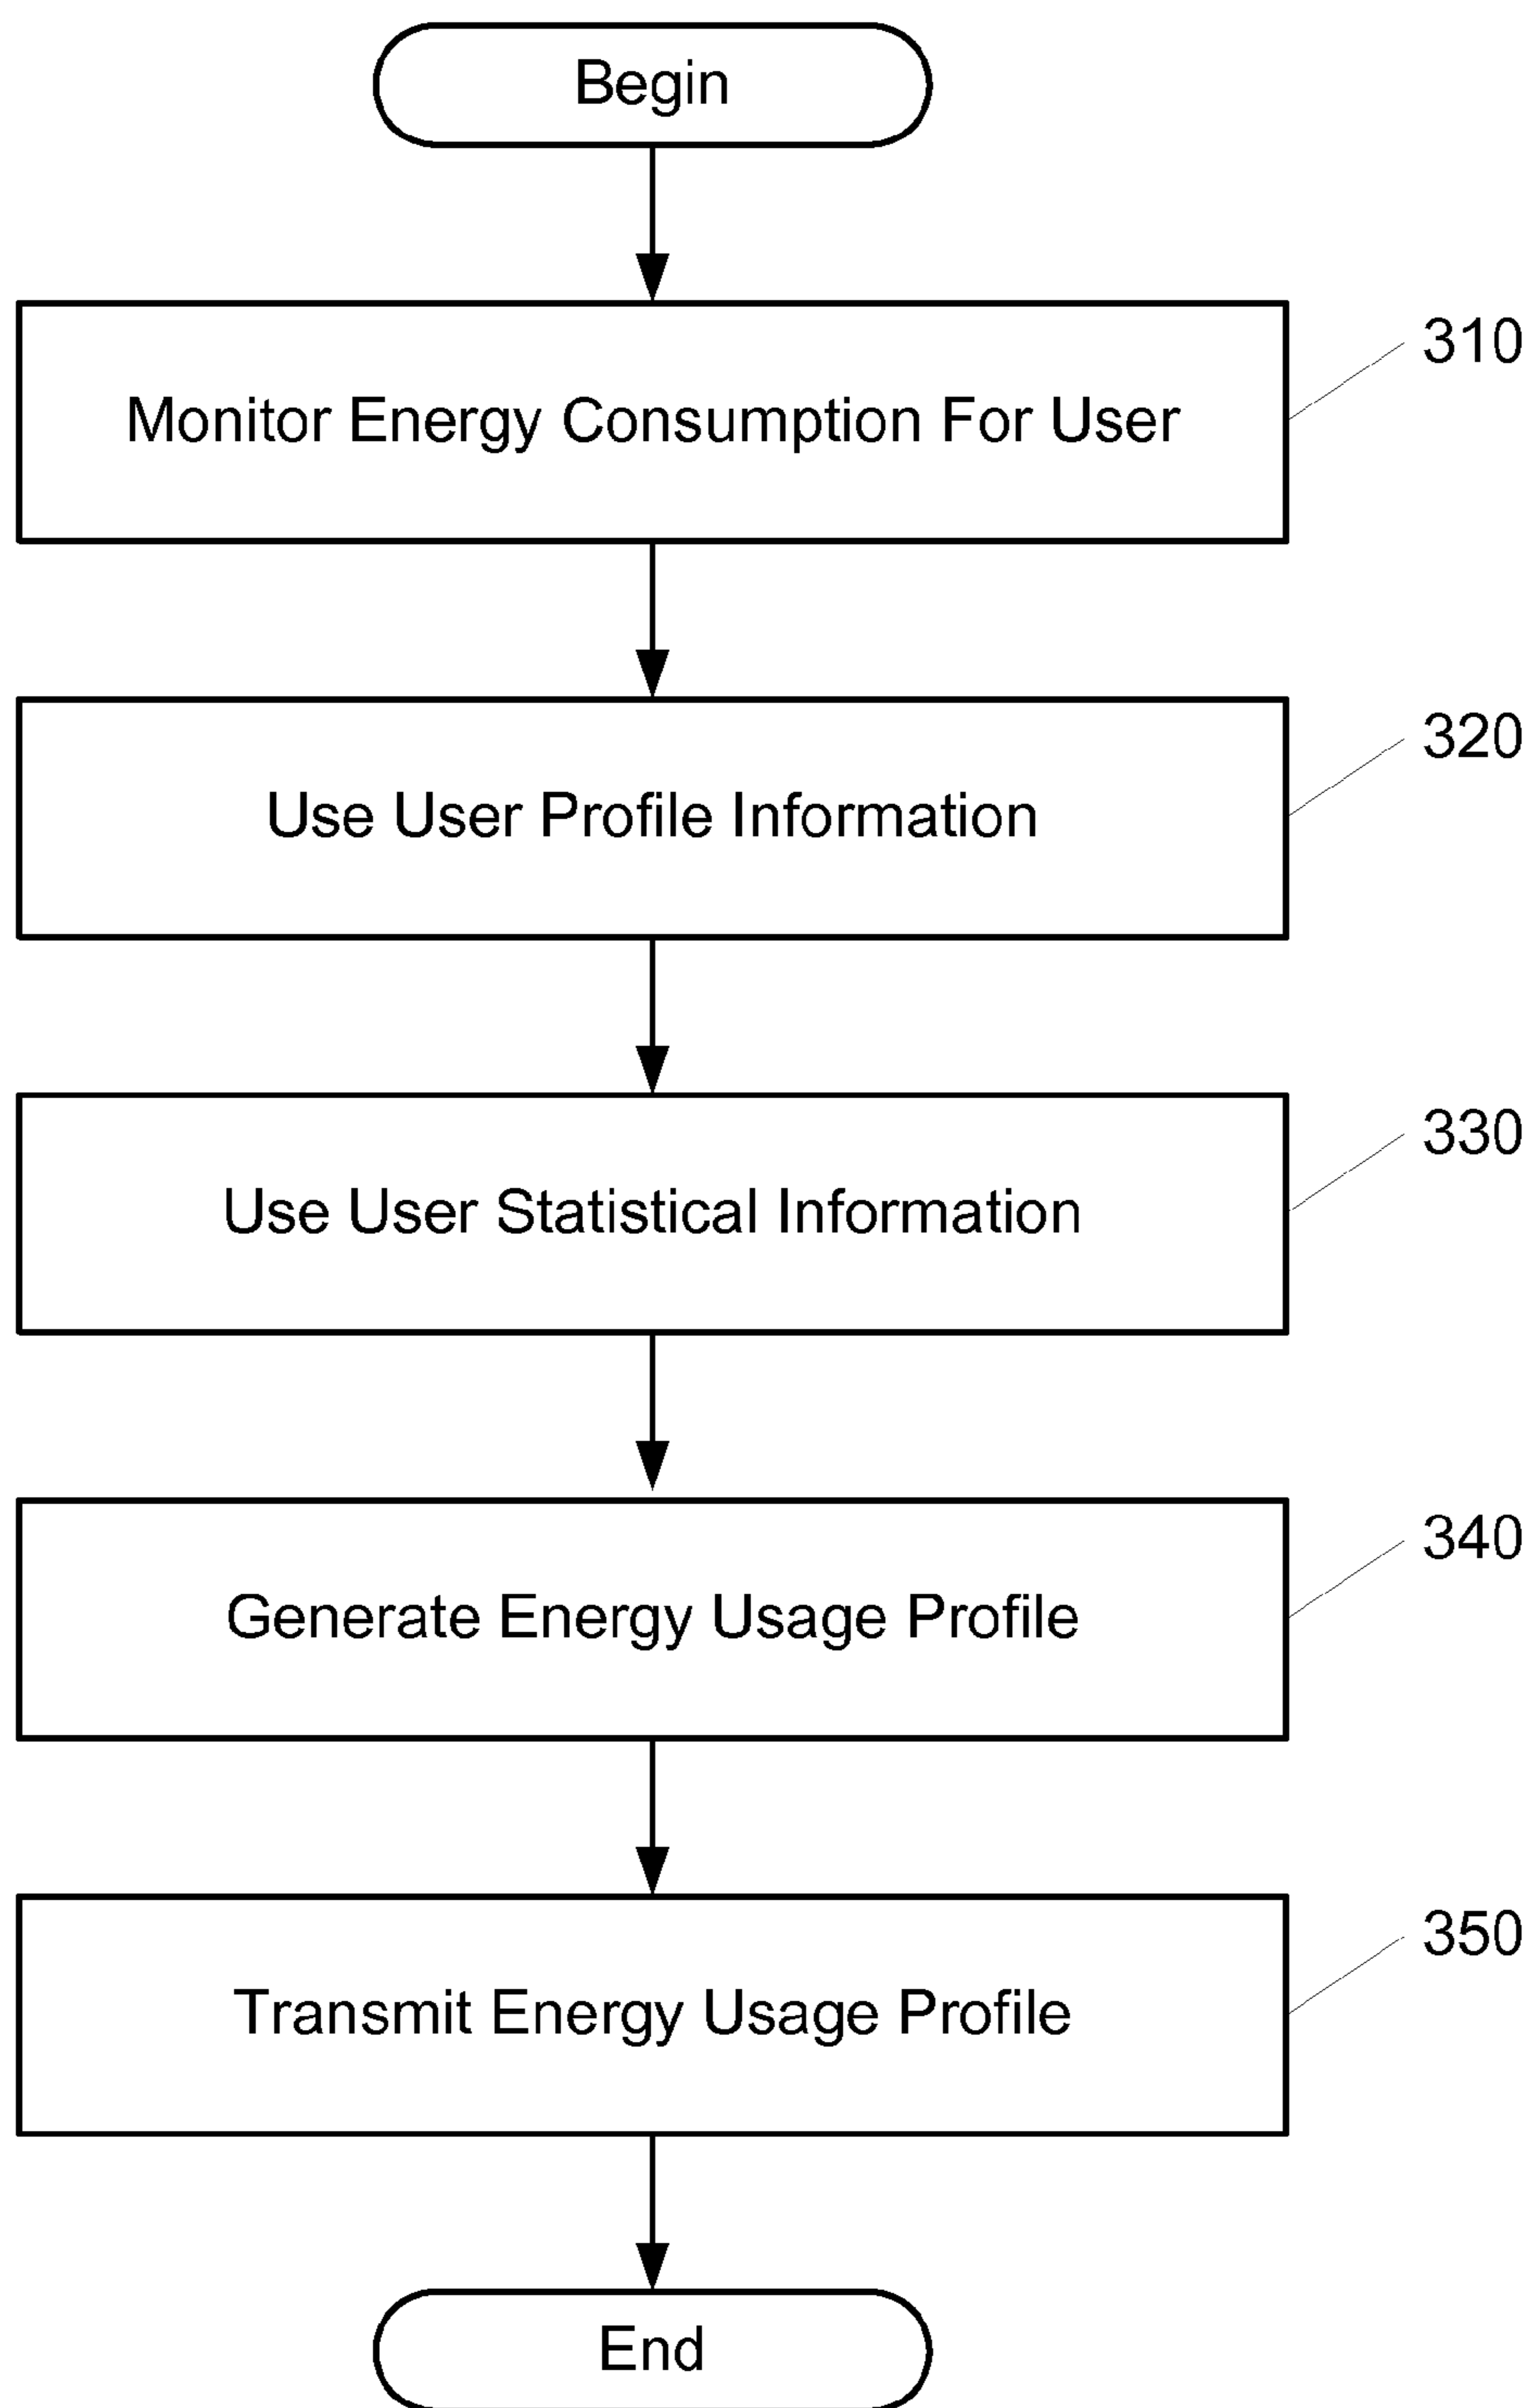 Begin
Monitor Energy Consumption For User
310
Use User Profile Information
320
Use User Statistical Information
330
Generate Energy Usage Profile
340
Transmit Energy Usage Profile
350
End